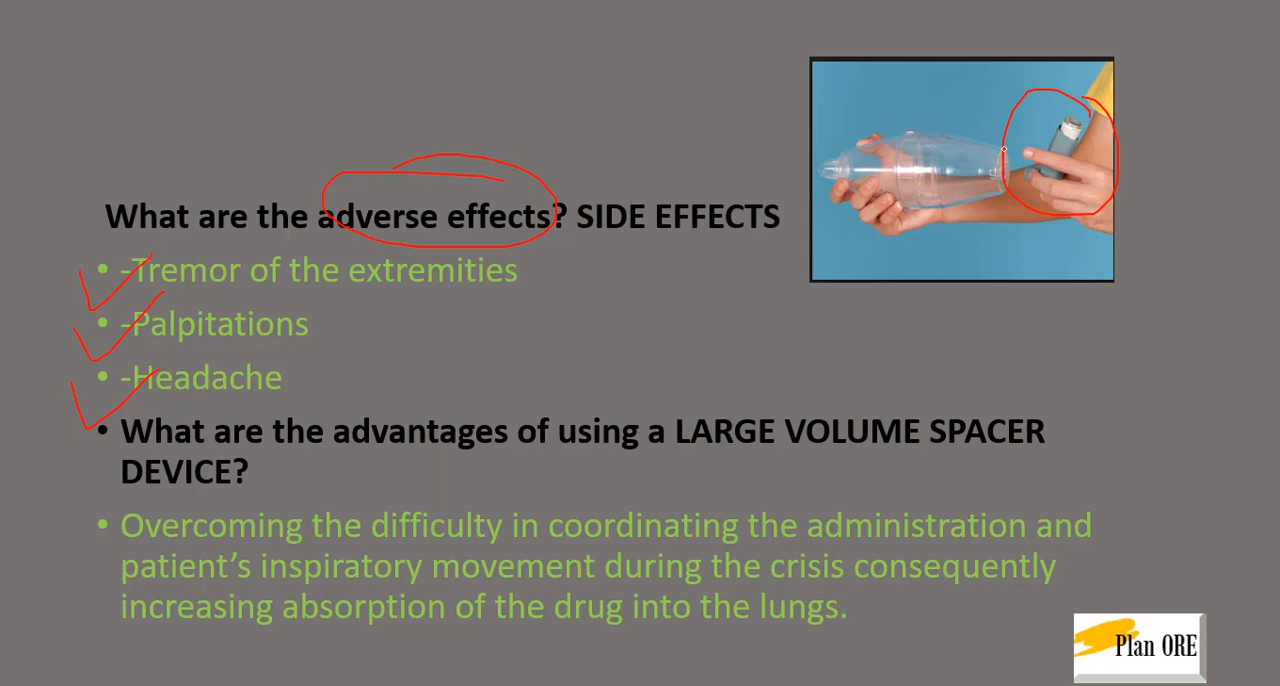 What are the adverse effects? SIDE EFFECTS
• -Tremor of the extremities
• -Palpitations
• -Headache
• What are the advantages of using a LARGE VOLUME SPACER
DEVICE?
• Overcoming the difficulty in coordinating the administration and
patient’s inspiratory movement during the crisis consequently
increasing absorption of the drug into the lungs.
Plan ORE